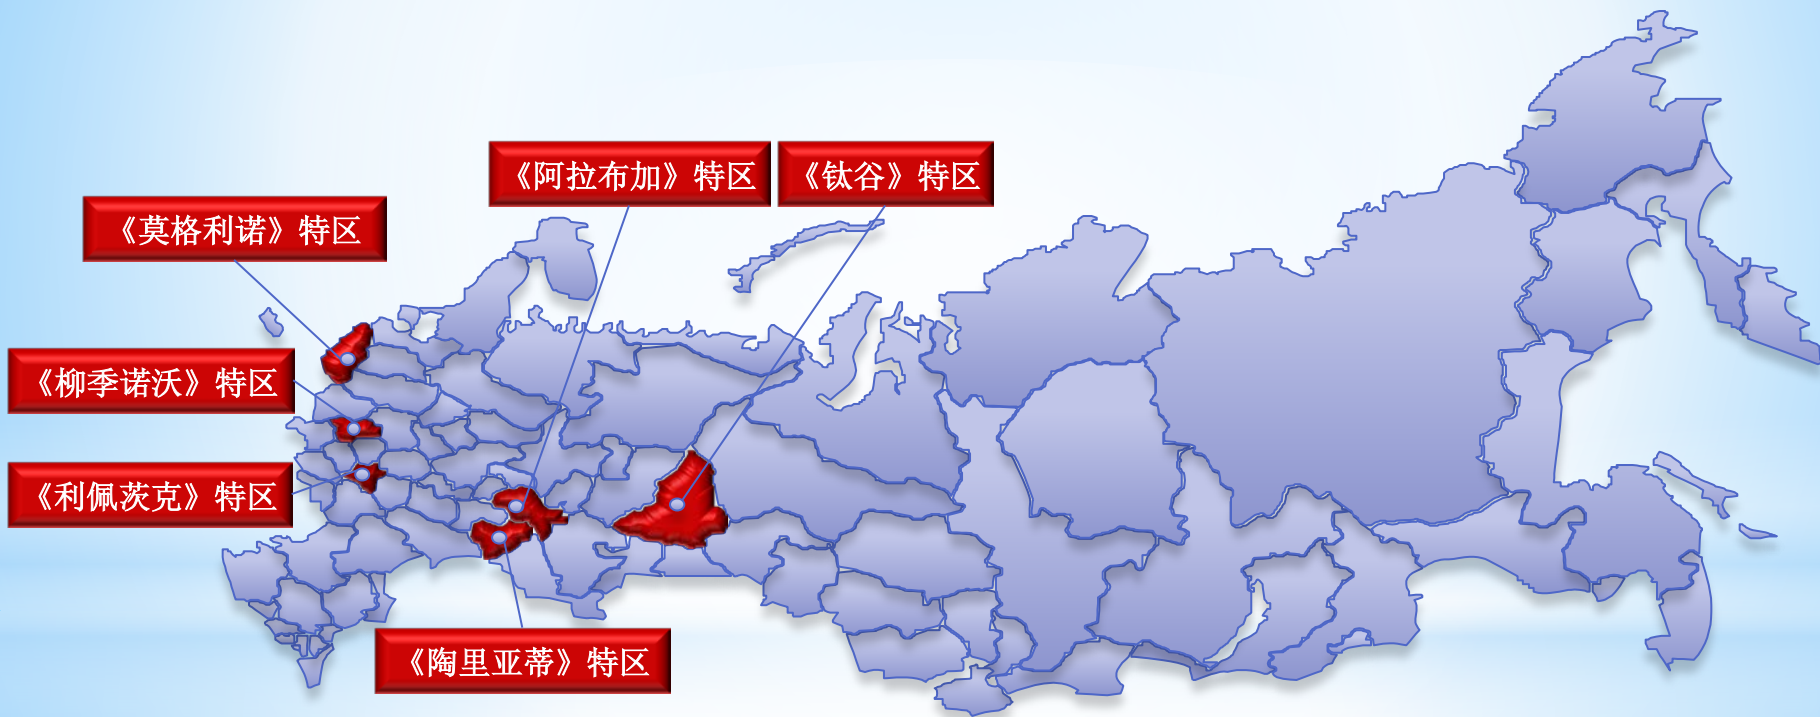 《阿拉布加》特区
《钛谷》特区
《莫格利诺》特区
《柳季诺沃》特区
《利佩茨克》特区
《陶里亚蒂》特区